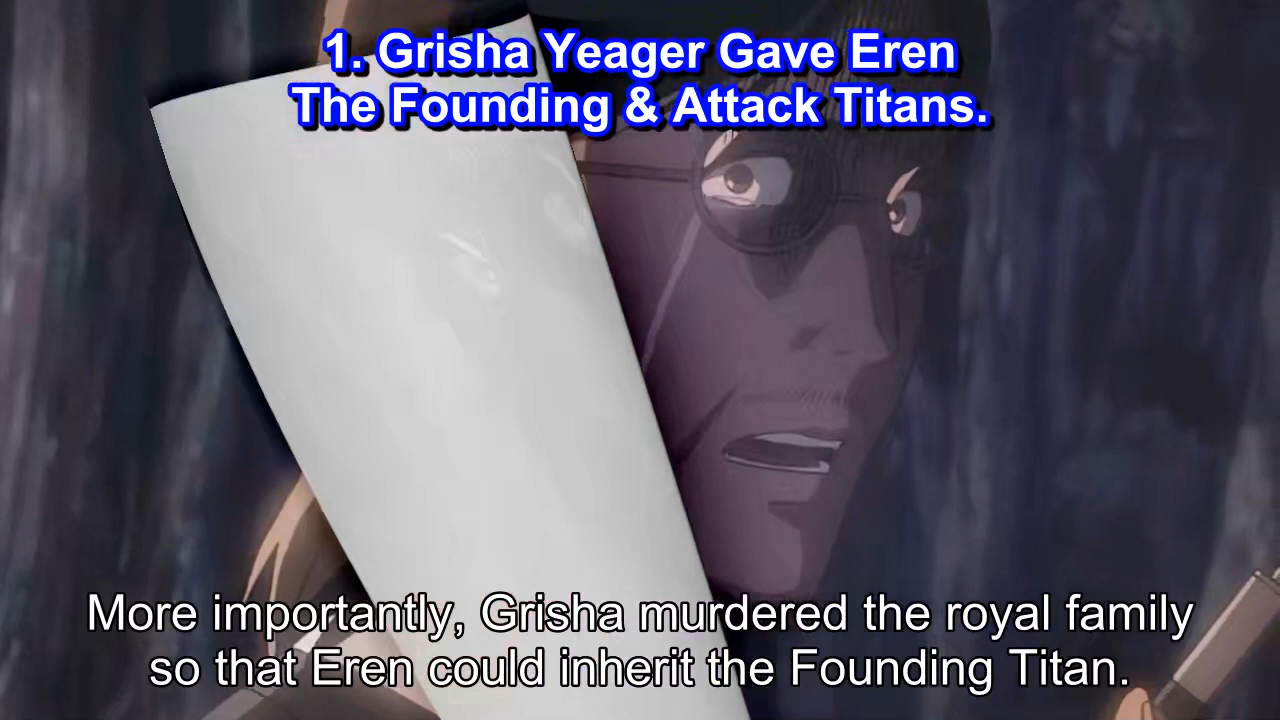 1. Grisha Yeager Gave Eren
The Founding & Attack Titans.
More importantly, Grisha murdered the royal family
so that Eren could inherit the Founding Titan.